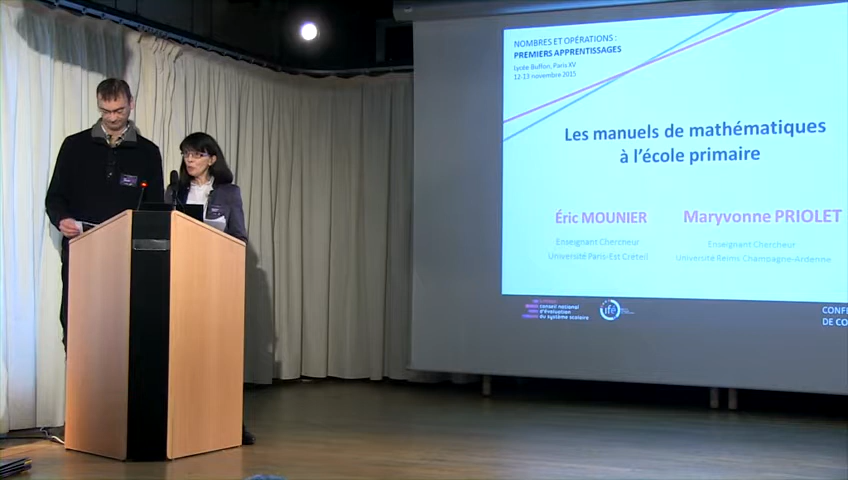 NOMBRES ET OPÉRATIONS :
PREMIERS APPRENTISSAGES
Lycée Buffon, Paris XV
12-13 novembre 2015
Les manuels de mathématiques
à l'école primaire
Éric MOUNIER
Enseignant Chercheur
Université Paris-Est Créteil
Maryvonne PRIOLET
Enseignant Chercheur
Université Reims Champagne-Ardenne
conseil national
d'évaluation
du système scolaire
ifé
CONF
DE CO